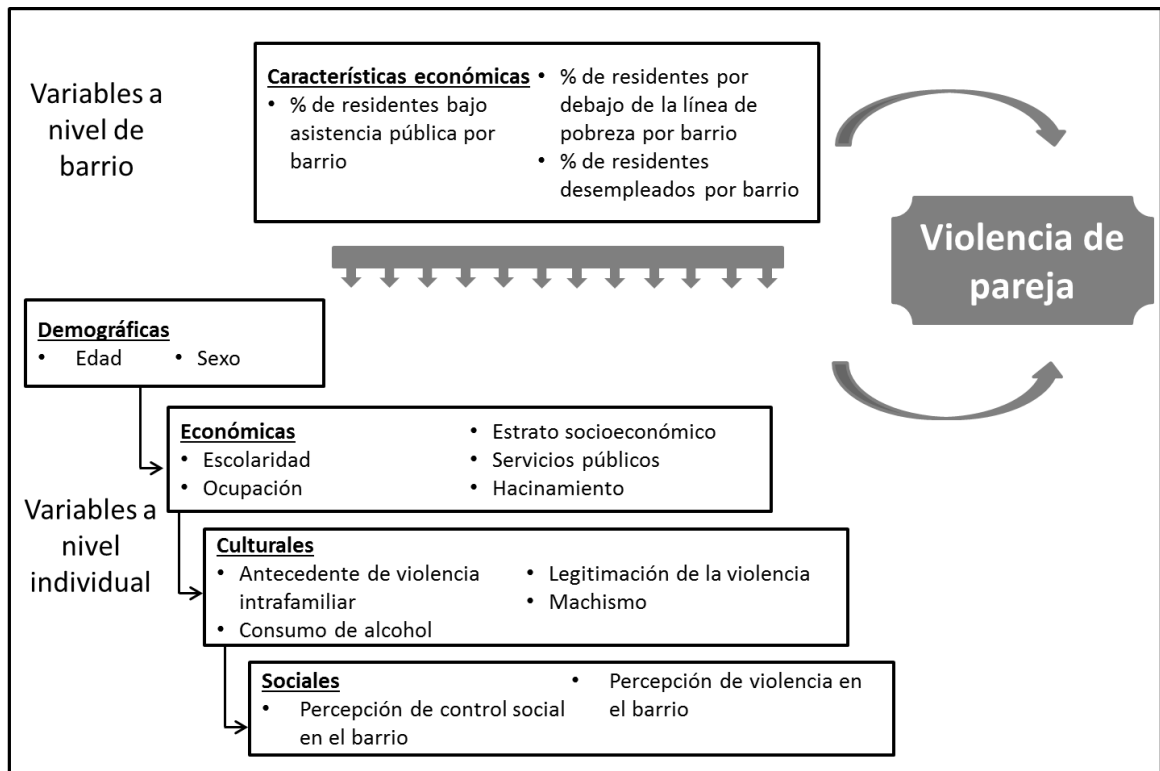 Variables a
nivel de
barrio
Características económicas
• % de residentes bajo
asistencia pública por
barrio
• % de residentes por
debajo de la línea de
pobreza por barrio
• % de residentes
desempleados por barrio
Violencia de
pareja
Variables a
nivel
individual
Demográficas
• Edad
• Sexo
Económicas
• Escolaridad
• Ocupación
• Estrato socioeconómico
• Servicios públicos
• Hacinamiento
Culturales
• Antecedente de violencia
intrafamiliar
• Consumo de alcohol
• Legitimación de la violencia
• Machismo
Sociales
• Percepción de control social
en el barrio
• Percepción de violencia en
el barrio